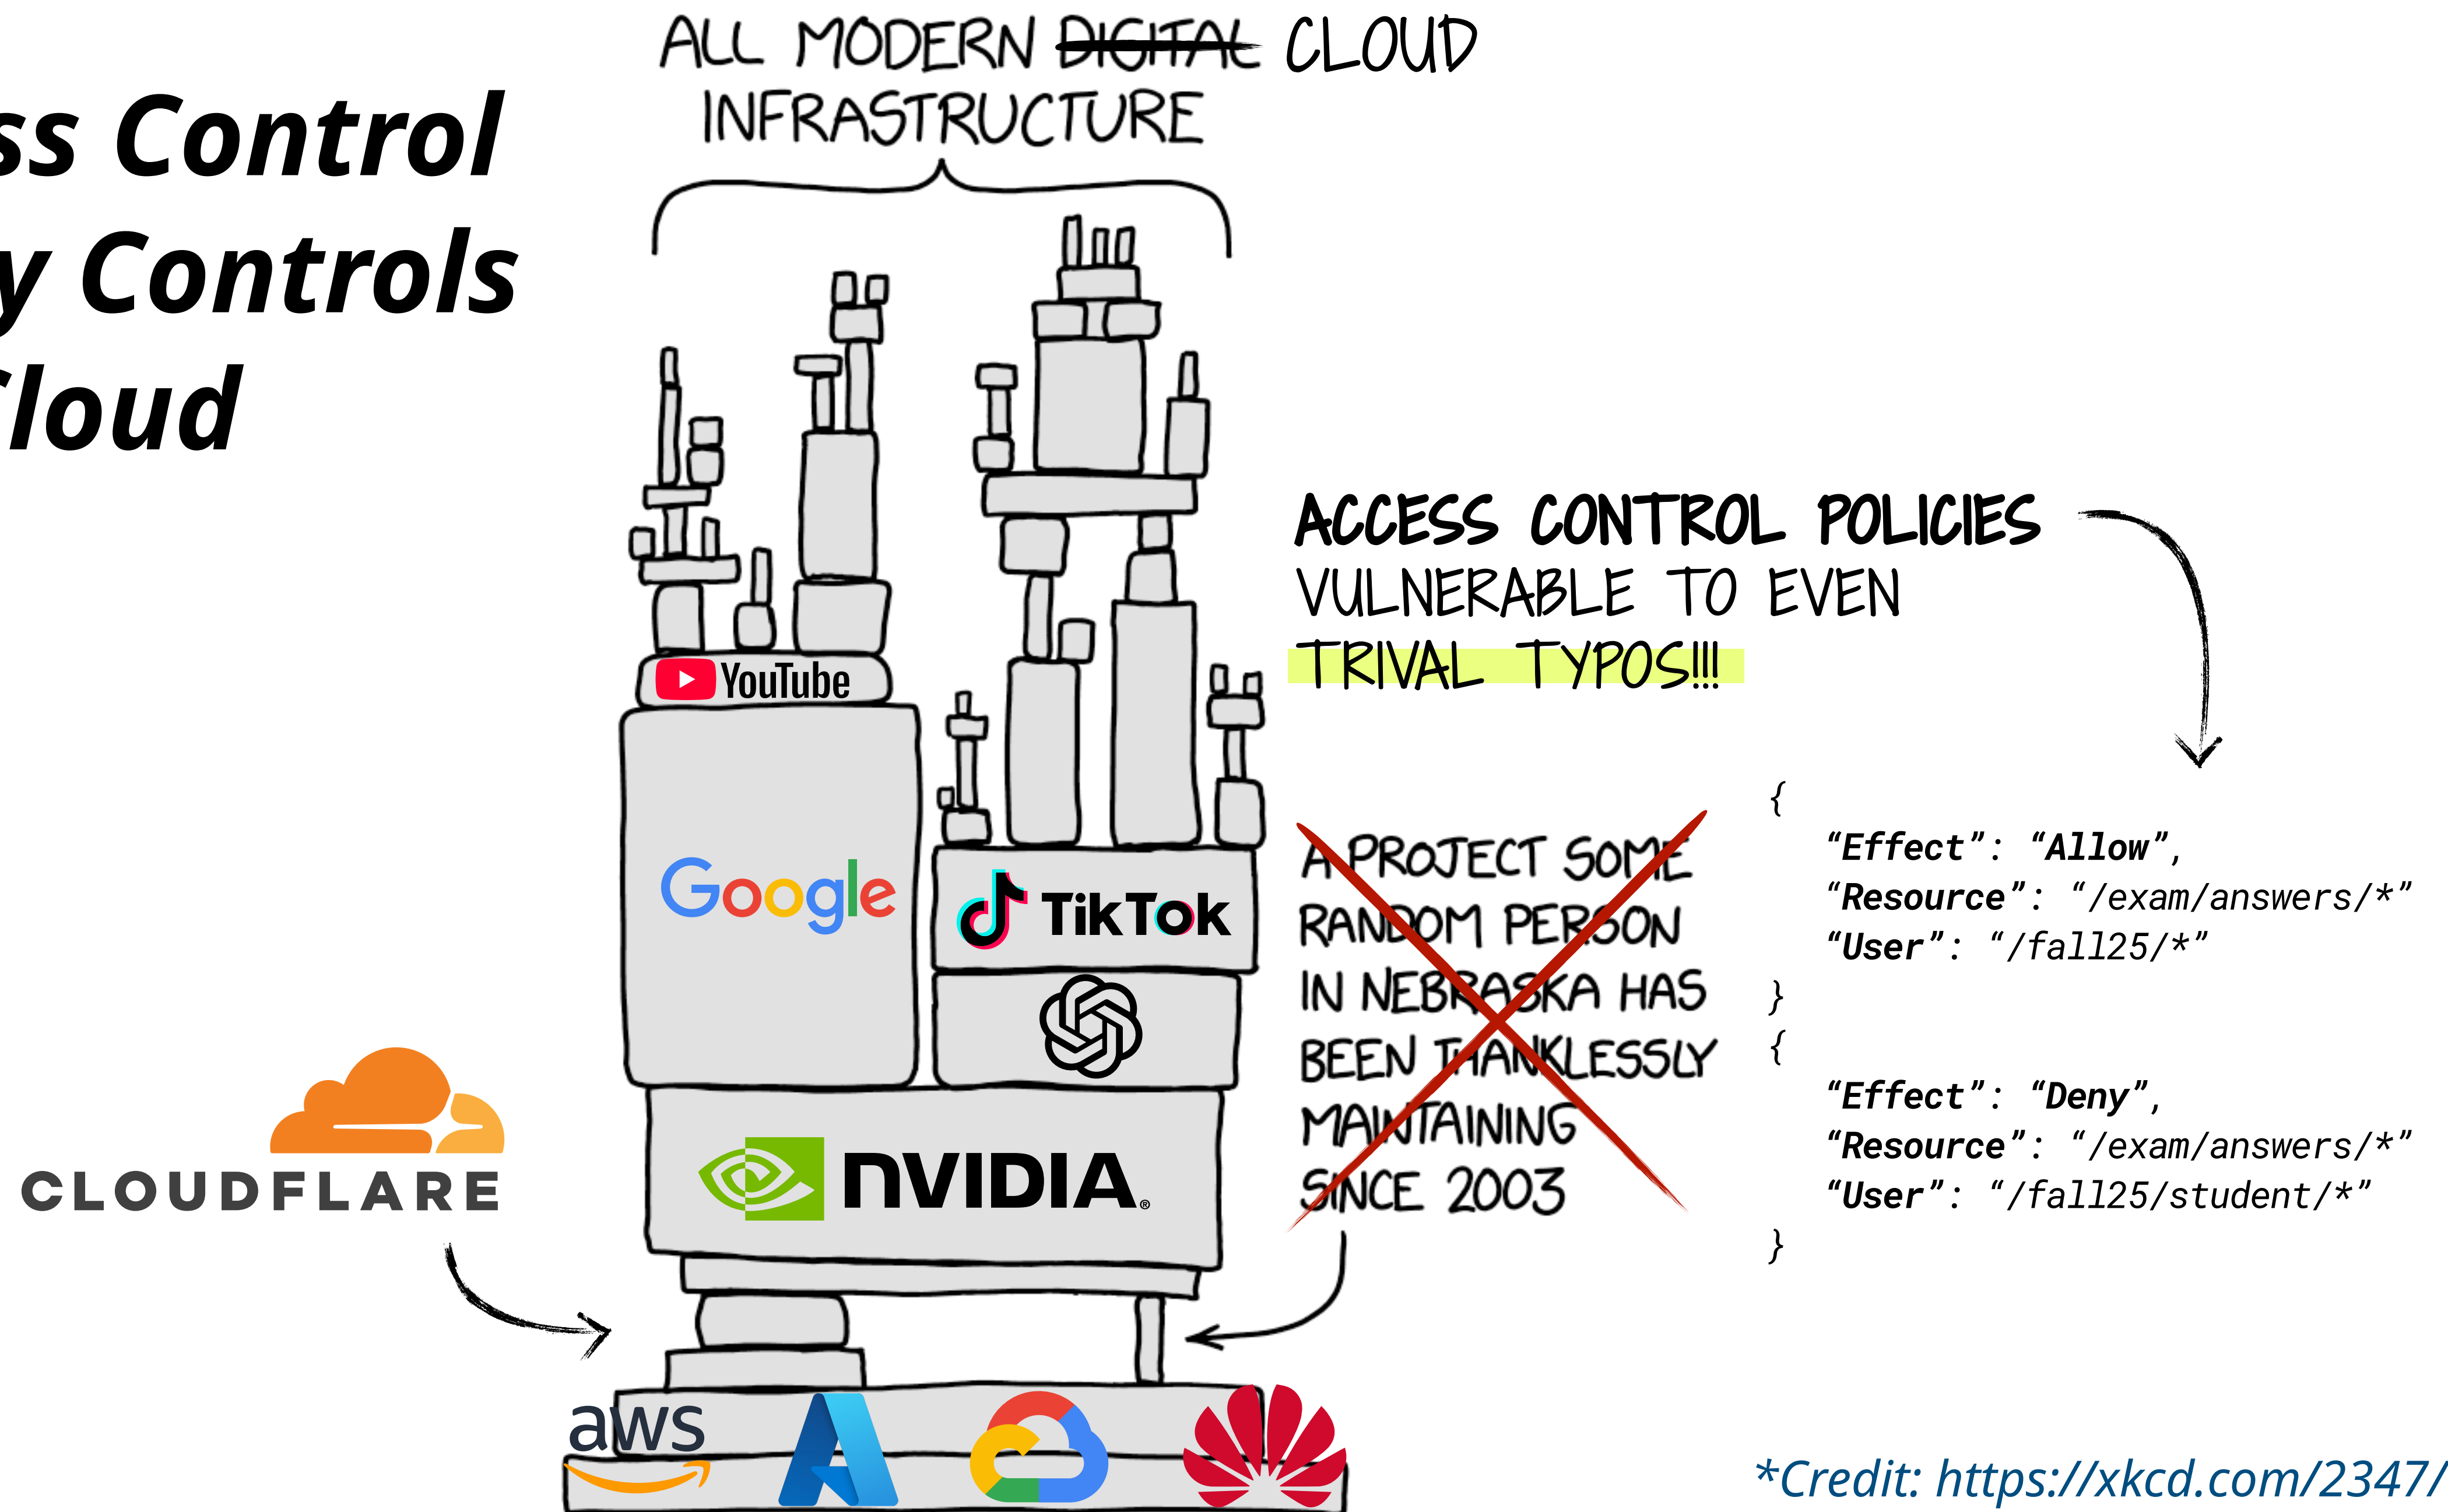 ss Control
y Controls
Cloud
ALL MODERN DIGITAL CLOUD
INFRASTRUCTURE
ACCESS CONTROL POLICIES
VULNERABLE TO EVEN
TRIVAL TYPOS!!!
YouTube
Google
TikTok
CLOUDFLARE
NVIDIA®
A PROJECT SOME
RANDOM PERSON
IN NEBRASKA HAS
BEEN THANKLESSLY
MAINTAINING
SINCE 2003
{
“Effect”: “Allow”,
“Resource”: “/exam/answers/*”
“User”: “/fall25/*”
}
{
“Effect”: “Deny”,
“Resource”: “/exam/answers/*”
“User”: “/fall25/student/*”
}
aws
*Credit: https://xkcd.com/2347/